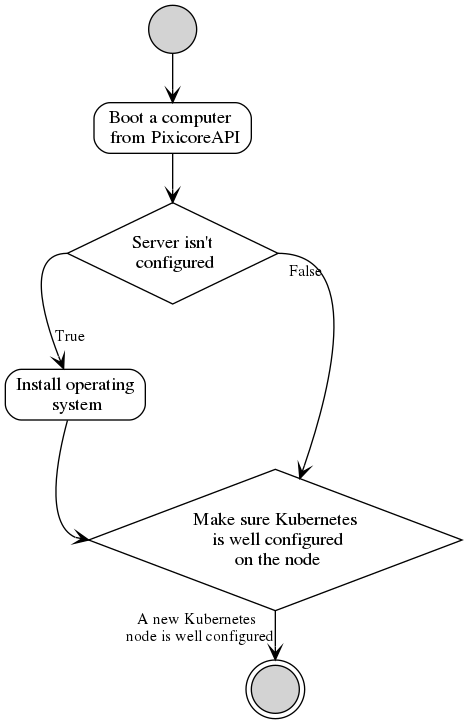 Boot a computer
from PixicoreAPI
Server isn't
configured
False
True
Install operating
system
Make sure Kubernetes
is well configured
on the node
A new Kubernetes
node is well configured